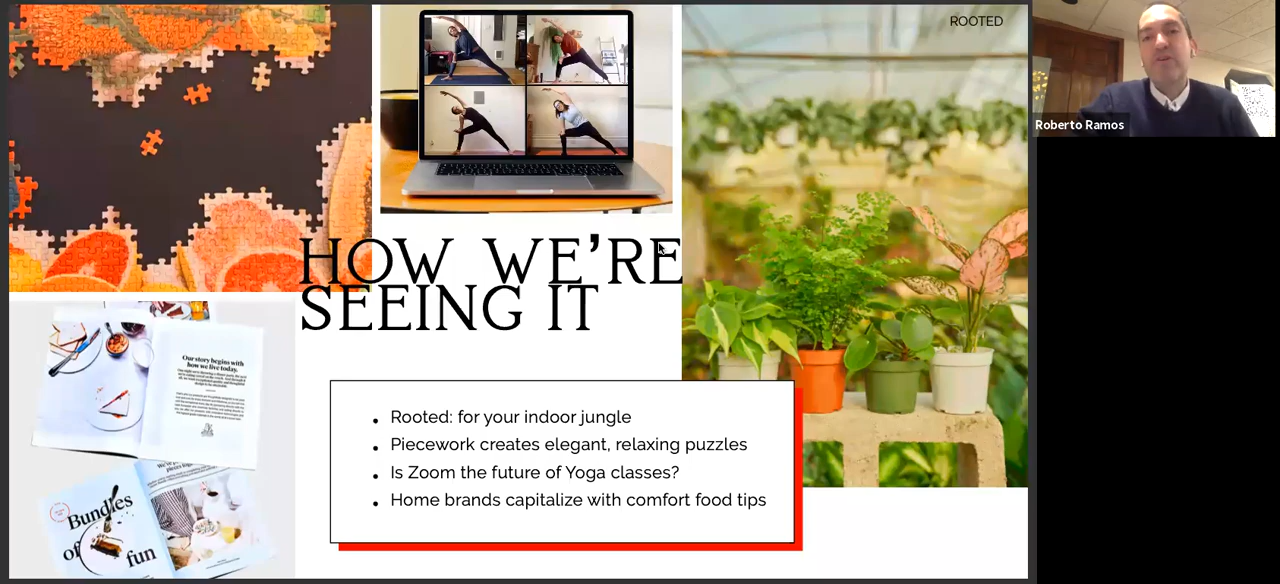 ROOTED
Roberto Ramos
HOW WE'RE
SEEING IT
Our story begins with
how we live today.
Bundles
of
fun
• Rooted: for your indoor jungle
• Piecework creates elegant, relaxing puzzles
• Is Zoom the future of Yoga classes?
• Home brands capitalize with comfort food tips